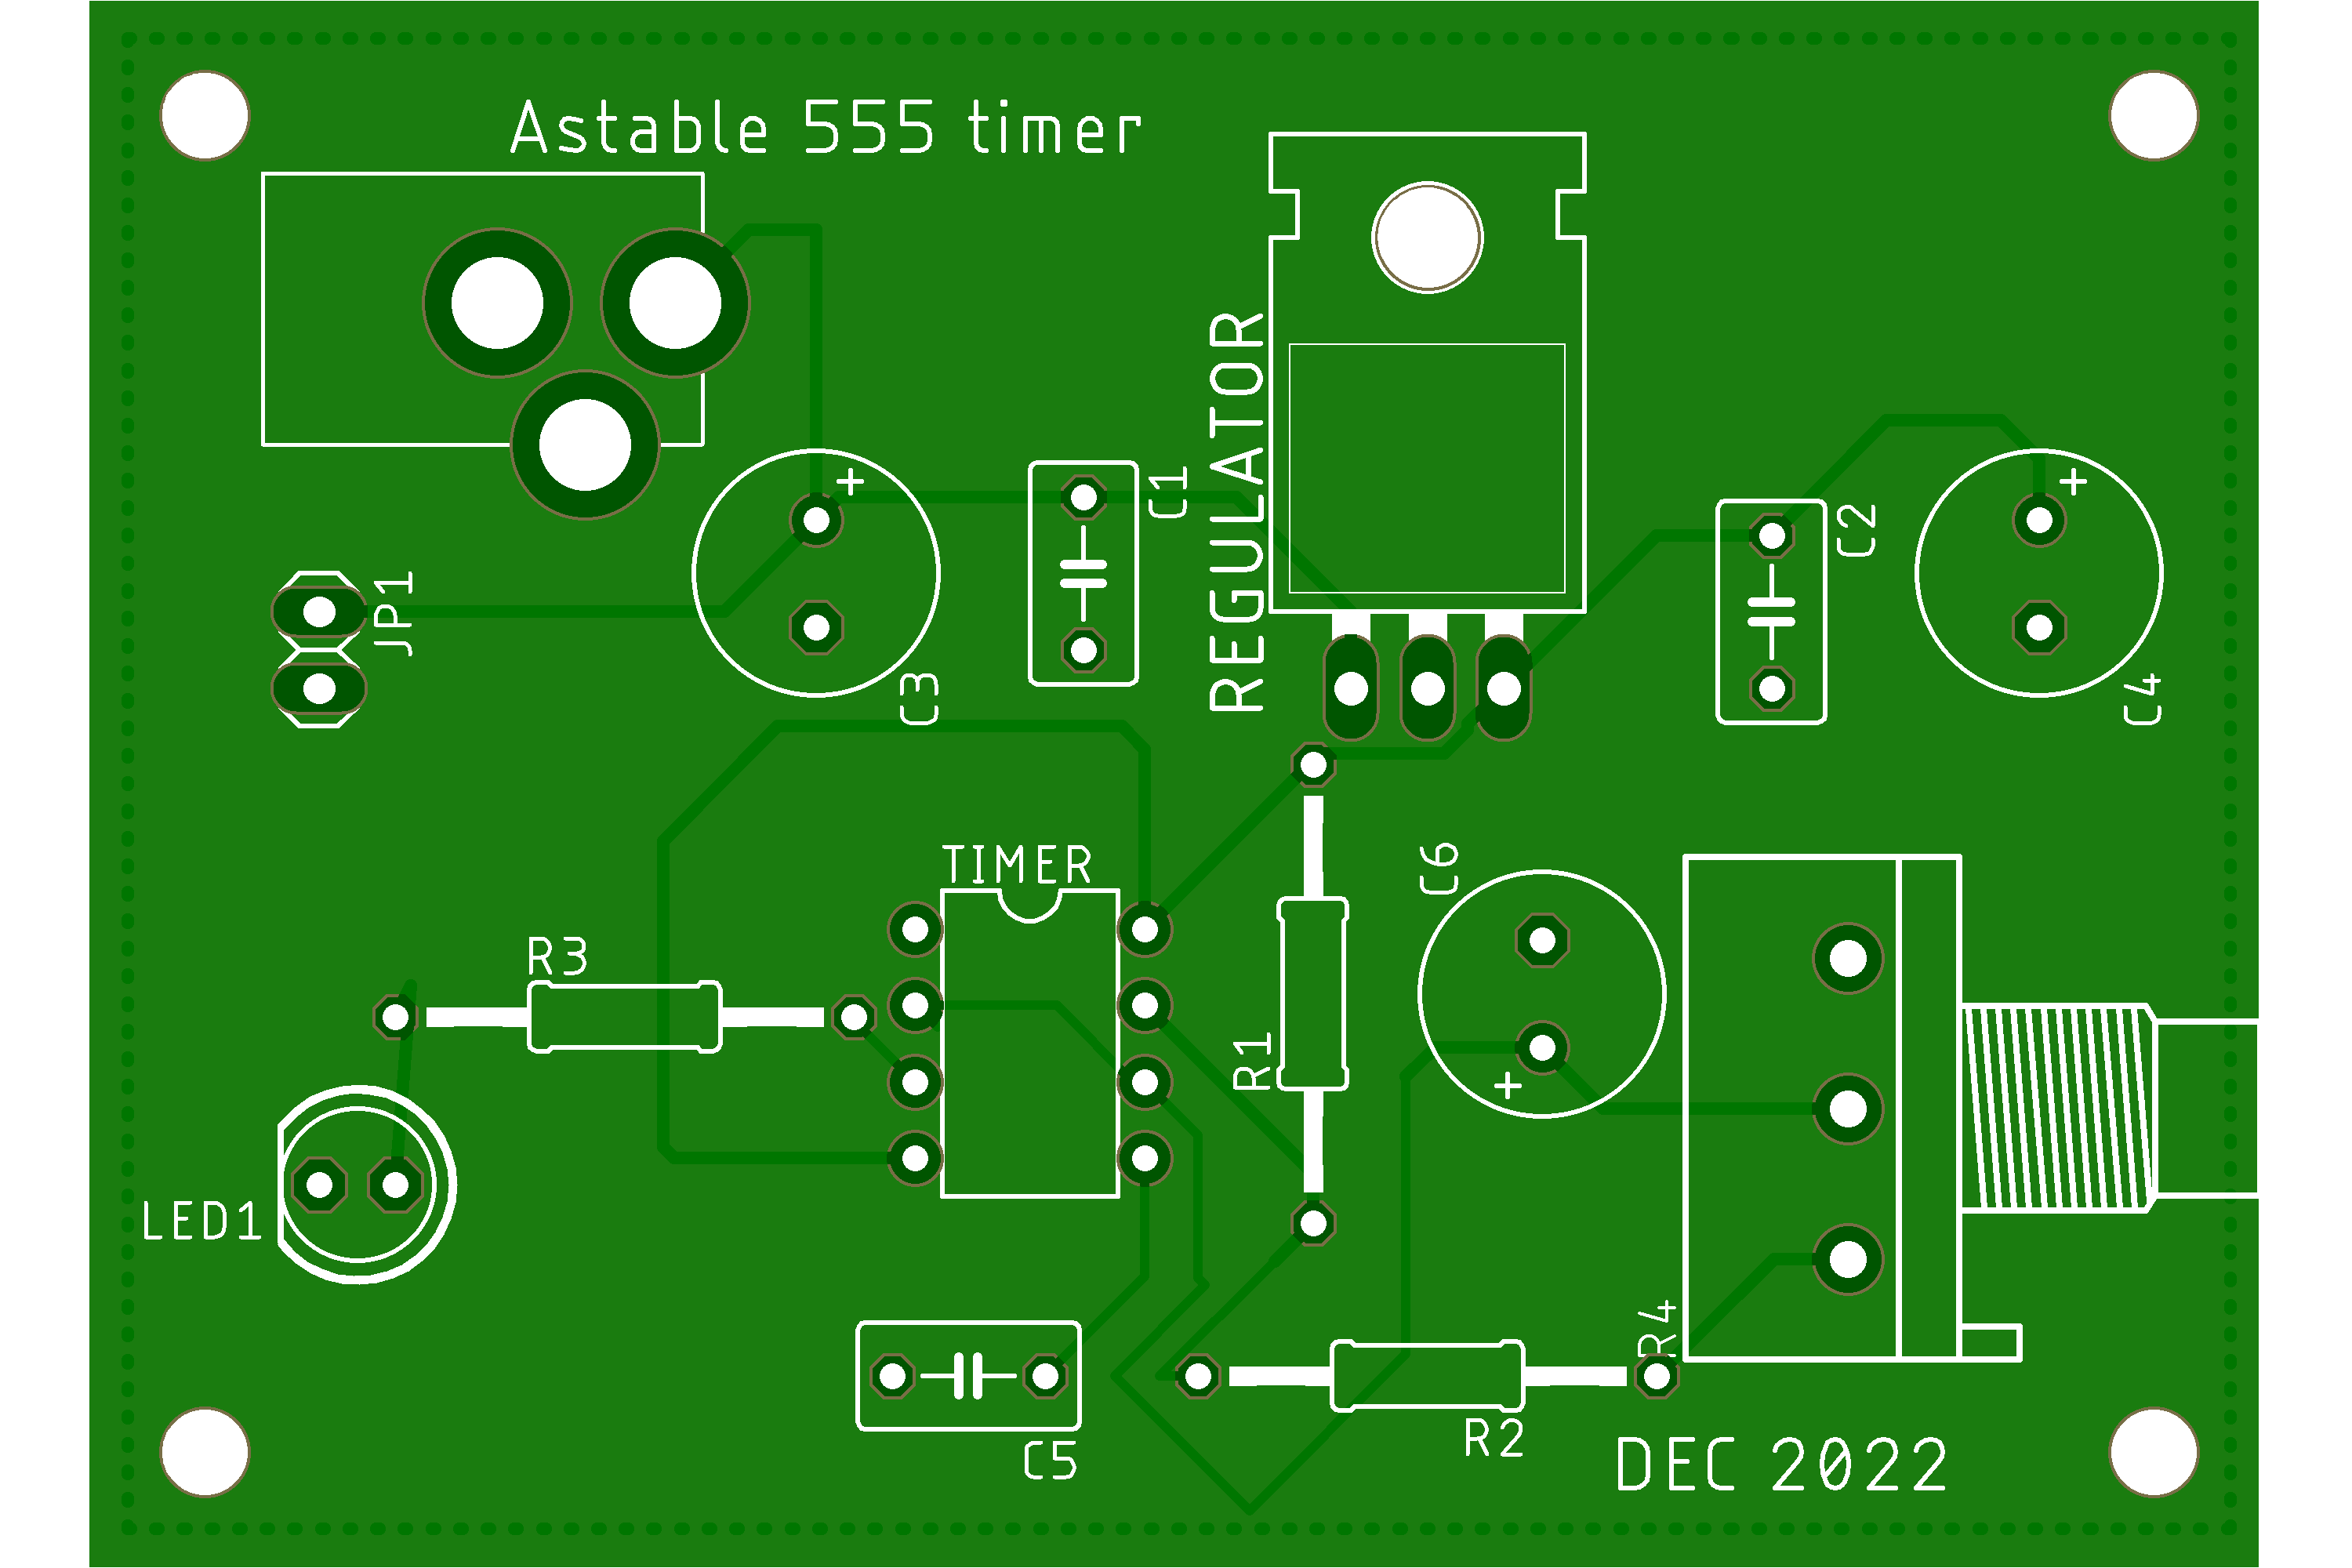 Astable 555 timer
REGULATOR
C1
C2
JP1
C3
C4
TIMER
C6
R3
R1
LED1
R4
R2
C5
DEC 2022
+
+
+